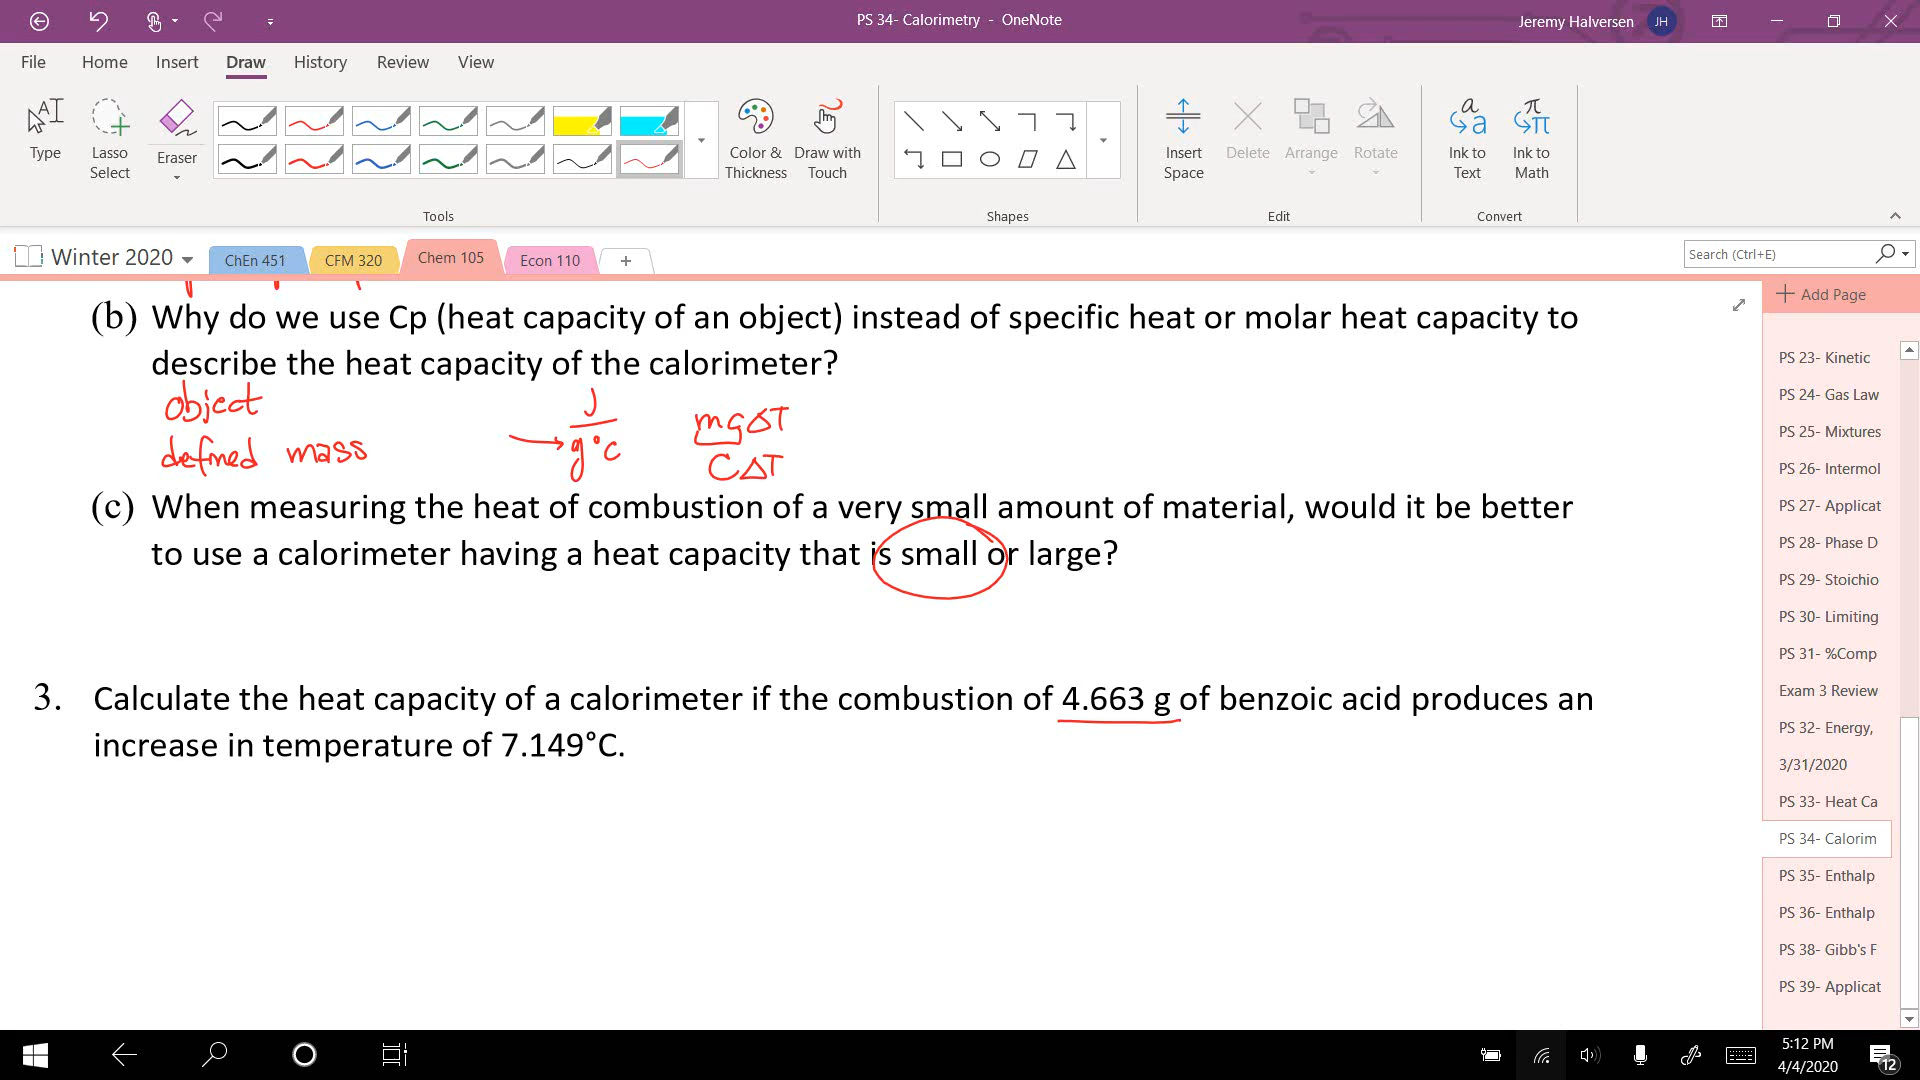 PS 34- Calorimetry - OneNote
Jeremy Halversen
JH
File Home Insert Draw History Review View
Type
Lasso Select
Eraser
Color & Thickness
Draw with Touch
Insert Space
Delete
Arrange
Rotate
Ink to Text
Ink to Math
Tools
Shapes
Edit
Convert
Winter 2020
ChEn 451
CFM 320
Chem 105
Econ 110
Search (Ctrl+E)
(b) Why do we use Cp (heat capacity of an object) instead of specific heat or molar heat capacity to
describe the heat capacity of the calorimeter?
object
defined mass
J
g°C
mg∆T
C∆T
(c) When measuring the heat of combustion of a very small amount of material, would it be better
to use a calorimeter having a heat capacity that is small or large?
3. Calculate the heat capacity of a calorimeter if the combustion of 4.663 g of benzoic acid produces an
increase in temperature of 7.149°C.
Add Page
PS 23- Kinetic
PS 24- Gas Law
PS 25- Mixtures
PS 26- Intermol
PS 27- Applicat
PS 28- Phase D
PS 29- Stoichio
PS 30- Limiting
PS 31- %Comp
Exam 3 Review
PS 32- Energy,
3/31/2020
PS 33- Heat Ca
PS 34- Calorim
PS 35- Enthalp
PS 36- Enthalp
PS 38- Gibb's F
PS 39- Applicat
5:12 PM
4/4/2020
12